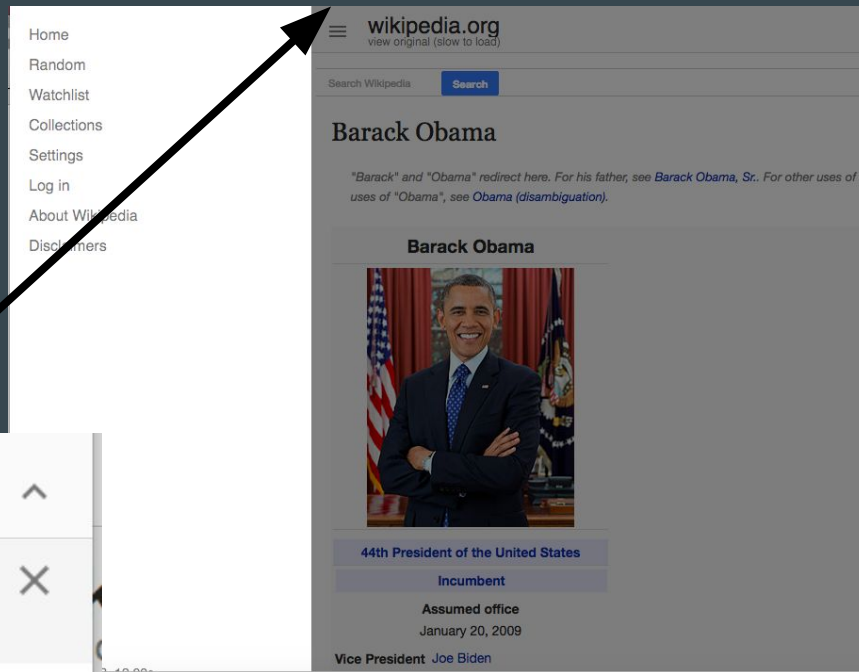 Home
Random
Watchlist
Collections
Settings
Log in
About Wikipedia
Disclaimers
wikipedia.org
view original (slow to load)
Search Wikipedia
Search
Barack Obama
"Barack" and "Obama" redirect here. For his father, see Barack Obama, Sr.. For other uses of
uses of "Obama", see Obama (disambiguation).
Barack Obama
44th President of the United States
Incumbent
Assumed office
January 20, 2009
Vice President Joe Biden